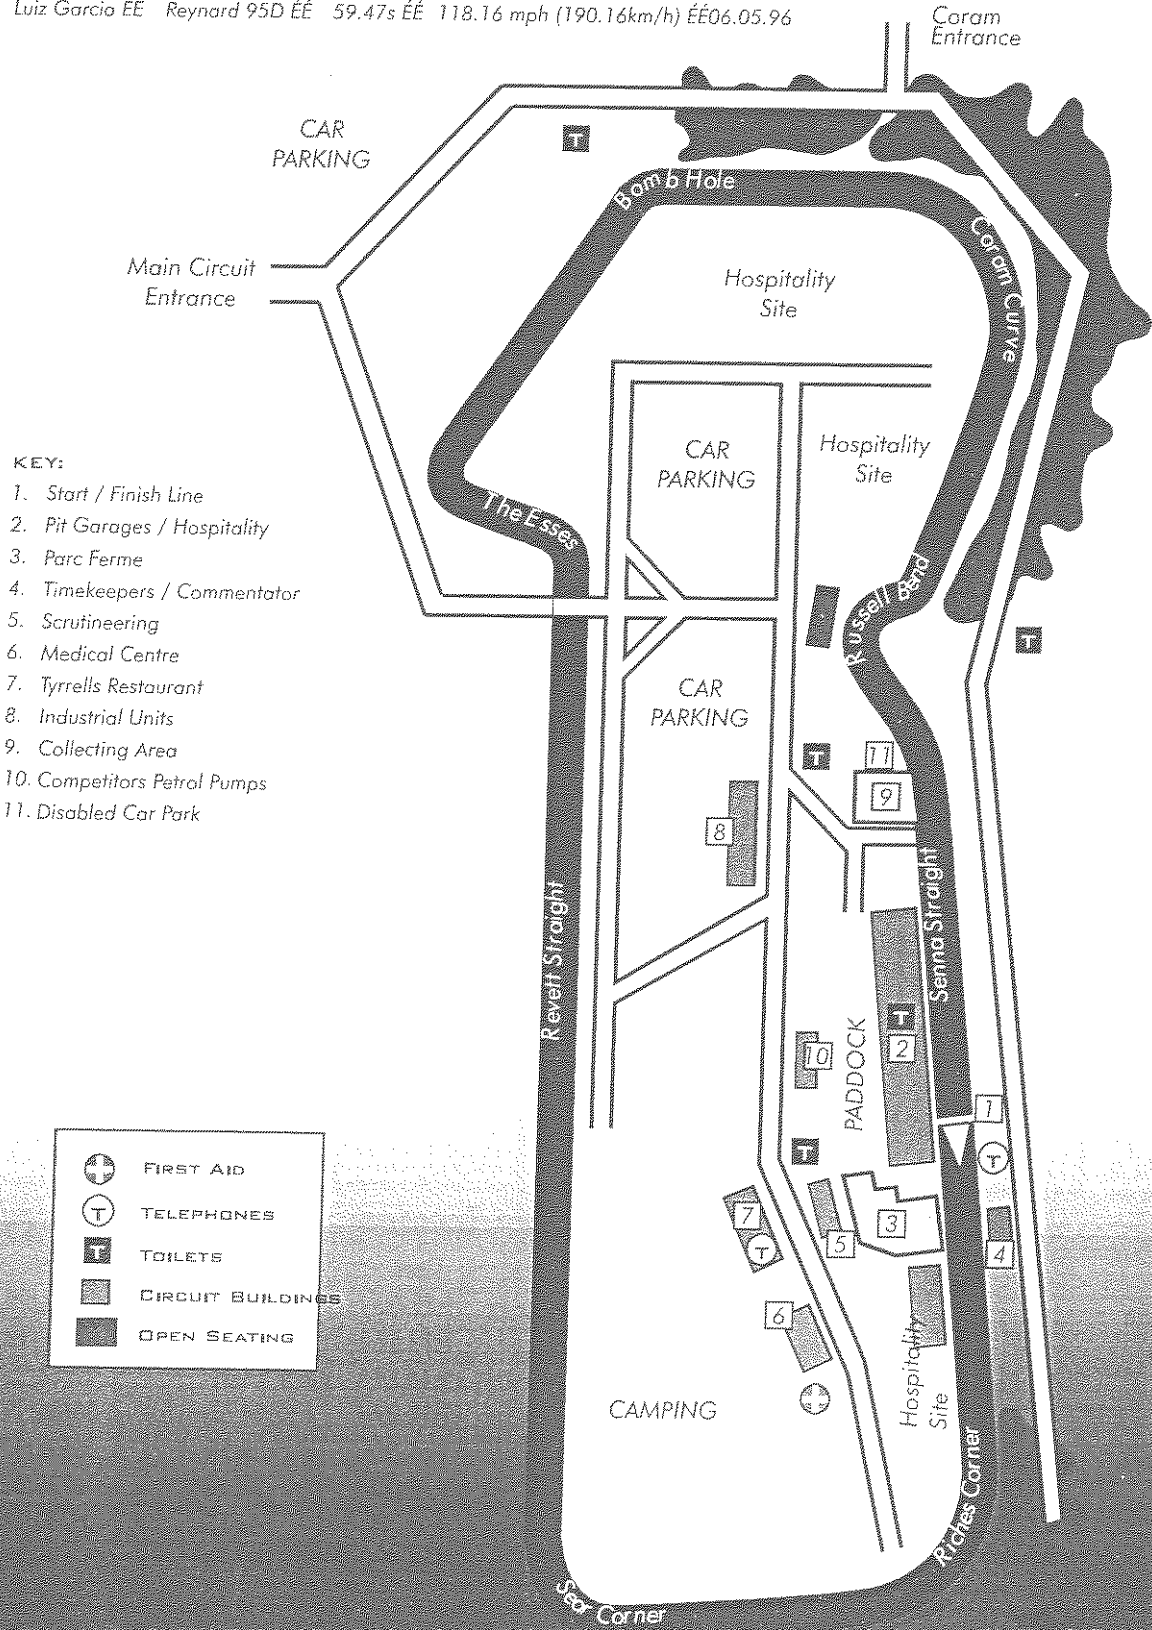 Luiz Garcia ÉÉ Reynard 95D ÉÉ 59.47s ÉÉ 118.16 mph (190.16km/h) ÉÉ06.05.96
Coram
Entrance
CAR
PARKING
T
Bomb Hole
Coram Curve
Main Circuit
Entrance
Hospitality
Site
CAR
PARKING
Hospitality
Site
The Esses
KEY:
1. Start / Finish Line
2. Pit Garages / Hospitality
3. Parc Ferme
4. Timekeepers / Commentator
5. Scrutineering
6. Medical Centre
7. Tyrrells Restaurant
8. Industrial Units
9. Collecting Area
10. Competitors Petrol Pumps
11. Disabled Car Park
Russell Bend
T
CAR
PARKING
T
11
9
8
Revett Straight
Senna Straight
T
2
10
PADDOCK
1
T
T
7
T
5
3
4
6
Hospitality
Site
CAMPING
Riches Corner
Sear Corner
FIRST AID
T TELEPHONES
T TOILETS
CIRCUIT BUILDINGS
OPEN SEATING